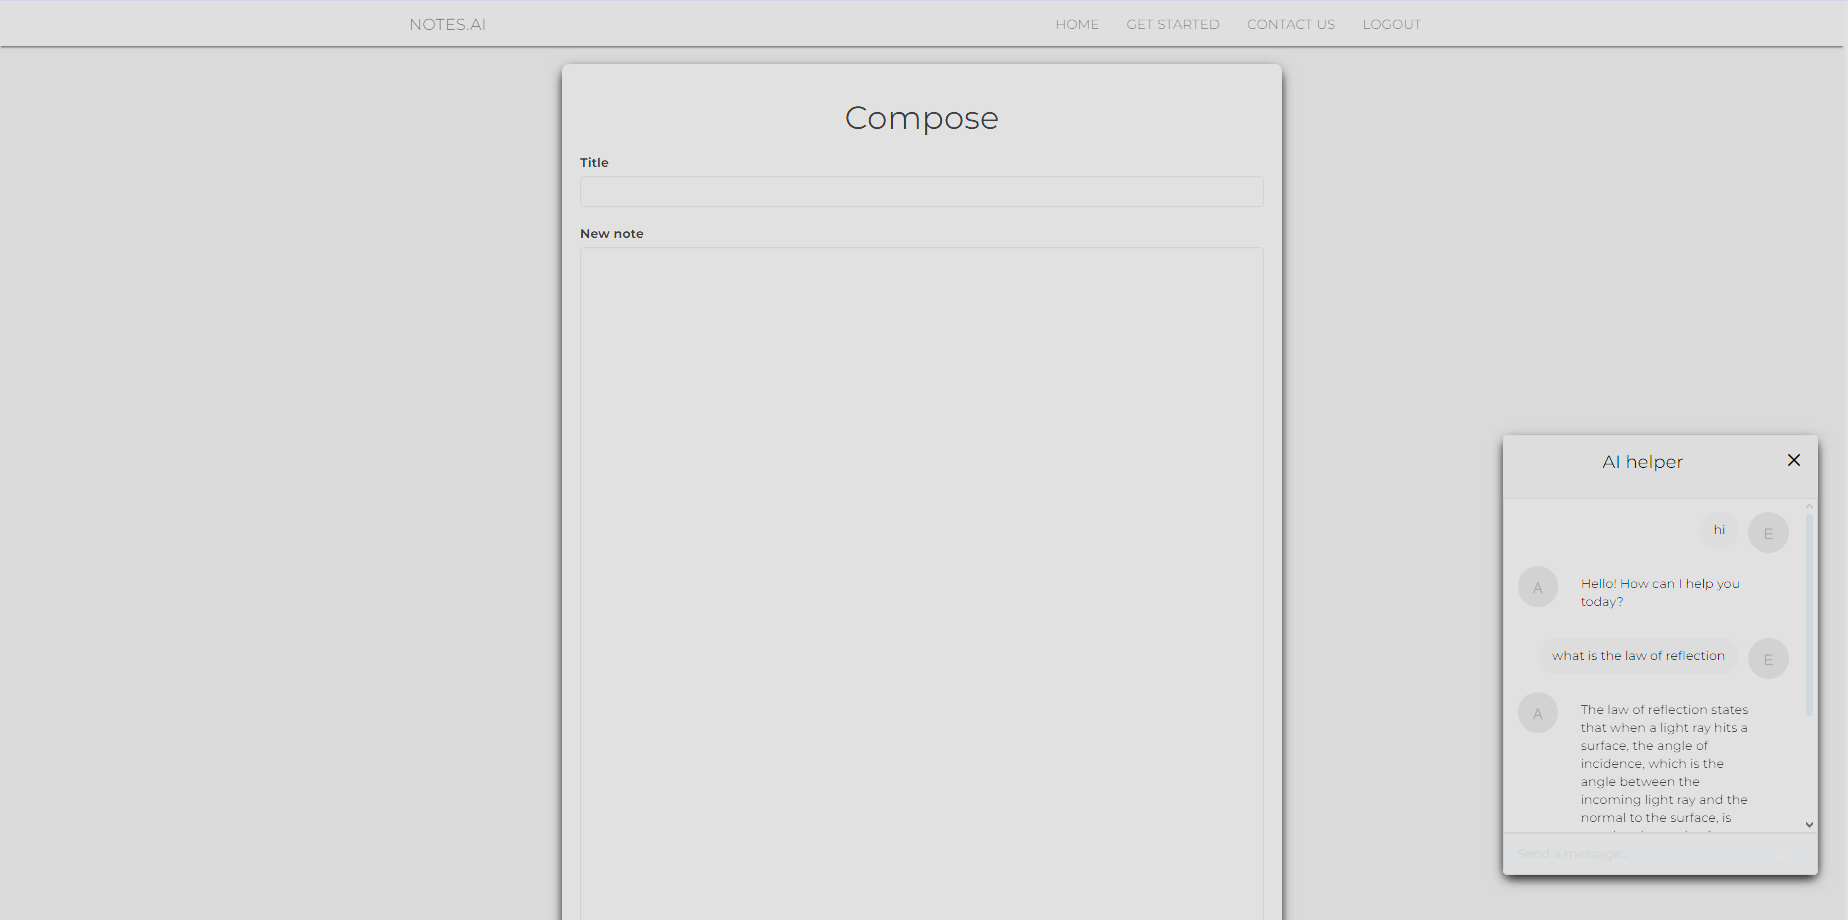 NOTES.AI
HOME GET STARTED CONTACT US LOGOUT
Compose
Title
New note
AI helper
hi
E
A
Hello! How can I help you
today?
what is the law of reflection
E
A
The law of reflection states
that when a light ray hits a
surface, the angle of
incidence, which is the
angle between the
incoming light ray and the
normal to the surface, is
Send a message...